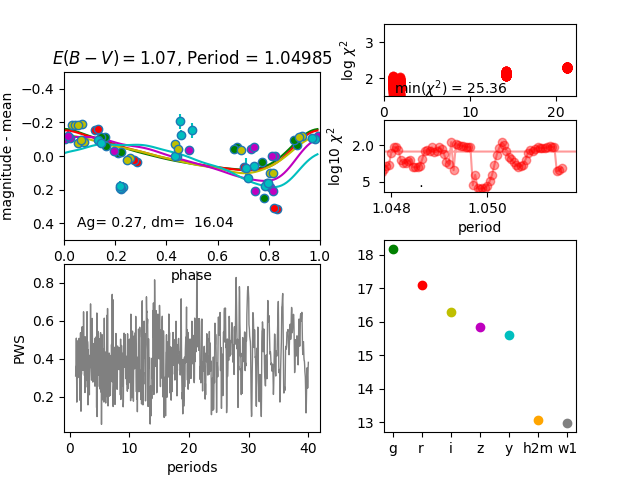 E(B − V) = 1.07, Period = 1.04985
magnitude - mean
−0.4
−0.2
0.0
0.2
0.4
Ag= 0.27, dm= 16.04
0.0 0.2 0.4 0.6 0.8 1.0
phase
log χ²
3
2
min(χ²) = 25.36
0 10 20
log10 χ²
2.0
5
1.048 1.050
period
PWS
0.8
0.6
0.4
0.2
0 10 20 30 40
periods
18
17
16
15
14
13
g r i z y h2m w1